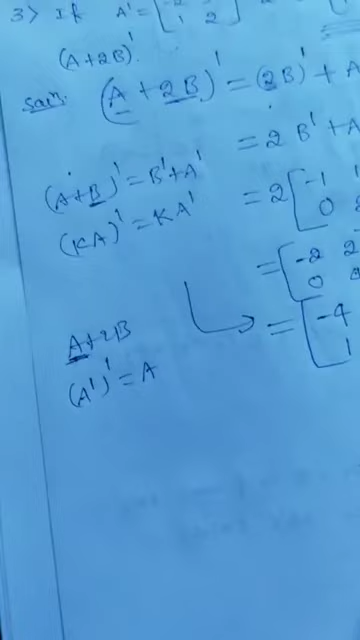 3> If A' = [
1 2
(A+2B)'.
(A + 2B)' = (2B)' + A
= 2 B' + A
(A+B)' = B'+A'
= 2 [ -1 1
0
(KA)' = KA'
= [ -2 2
0
= [ -4
1
A+2B
(A')' = A